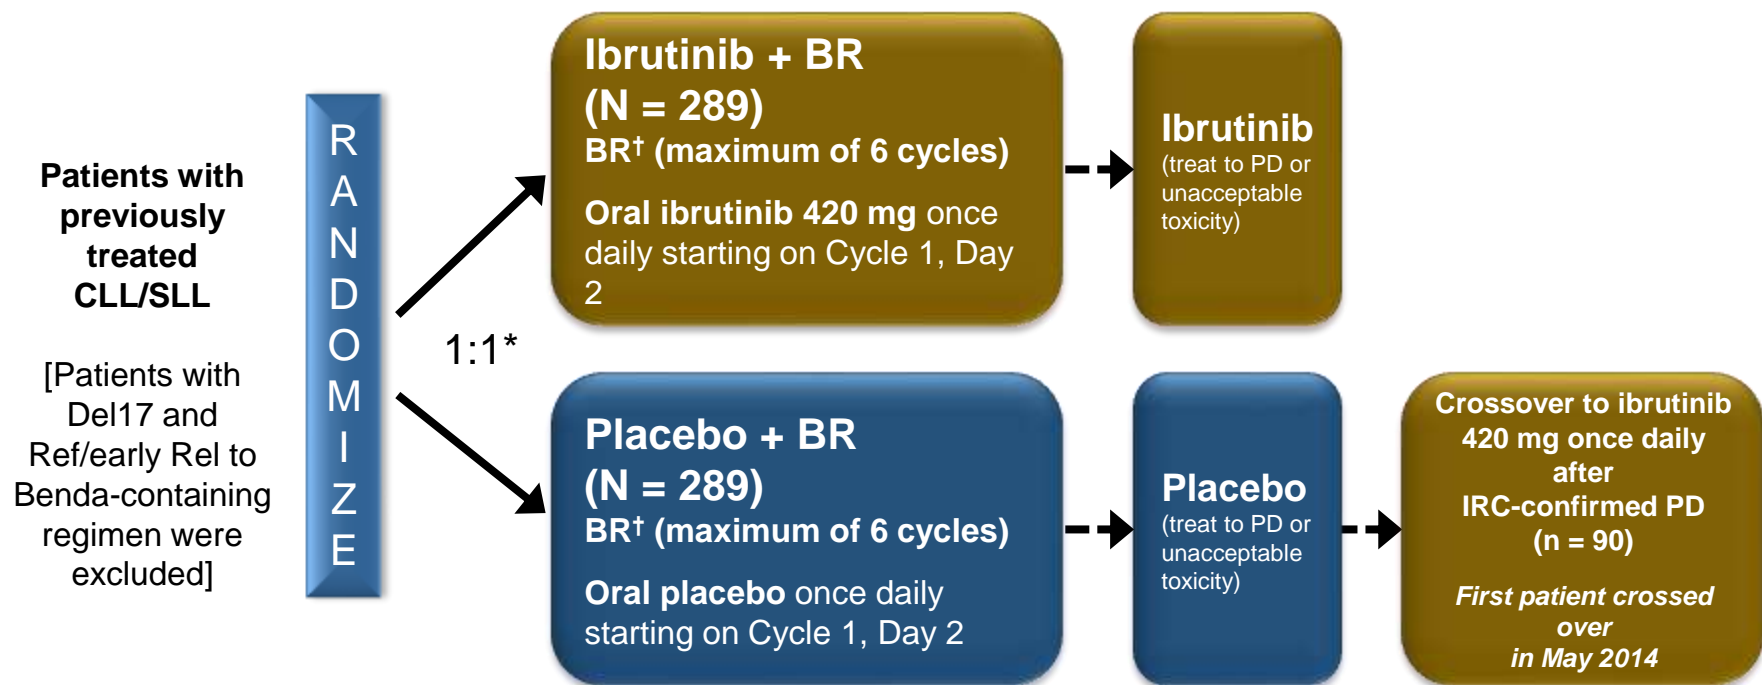 Patients with
previously
treated
CLL/SLL
[Patients with
Del17 and
Ref/early Rel to
Benda-containing
regimen were
excluded]
R
A
N
D
O
M
I
Z
E
1:1*
Ibrutinib + BR
(N = 289)
BR† (maximum of 6 cycles)
Oral ibrutinib 420 mg once
daily starting on Cycle 1, Day
2
Ibrutinib
(treat to PD or
unacceptable
toxicity)
Placebo + BR
(N = 289)
BR† (maximum of 6 cycles)
Oral placebo once daily
starting on Cycle 1, Day 2
Placebo
(treat to PD or
unacceptable
toxicity)
Crossover to ibrutinib
420 mg once daily
after
IRC-confirmed PD
(n = 90)
First patient crossed
over
in May 2014